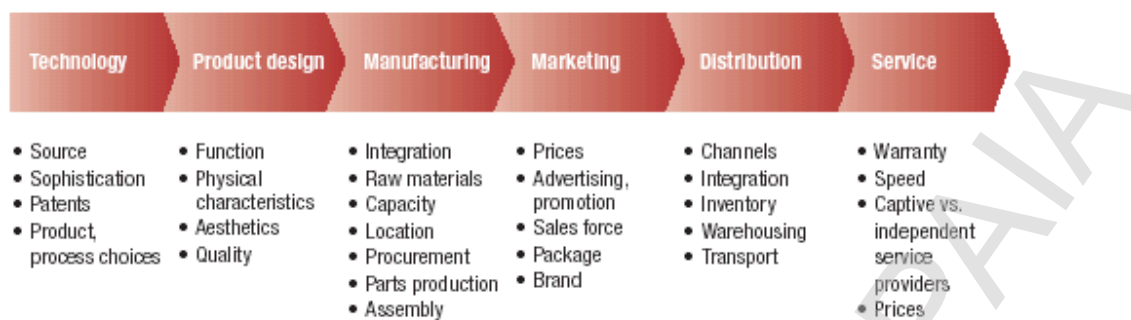 Technology
Product design
Manufacturing
Marketing
Distribution
Service
• Source
• Sophistication
• Patents
• Product,
process choices
• Function
• Physical
characteristics
• Aesthetics
• Quality
• Integration
• Raw materials
• Capacity
• Location
• Procurement
• Parts production
• Assembly
• Prices
• Advertising,
promotion
• Sales force
• Package
• Brand
• Channels
• Integration
• Inventory
• Warehousing
• Transport
• Warranty
• Speed
• Captive vs.
independent
service
providers
• Prices
PAIA